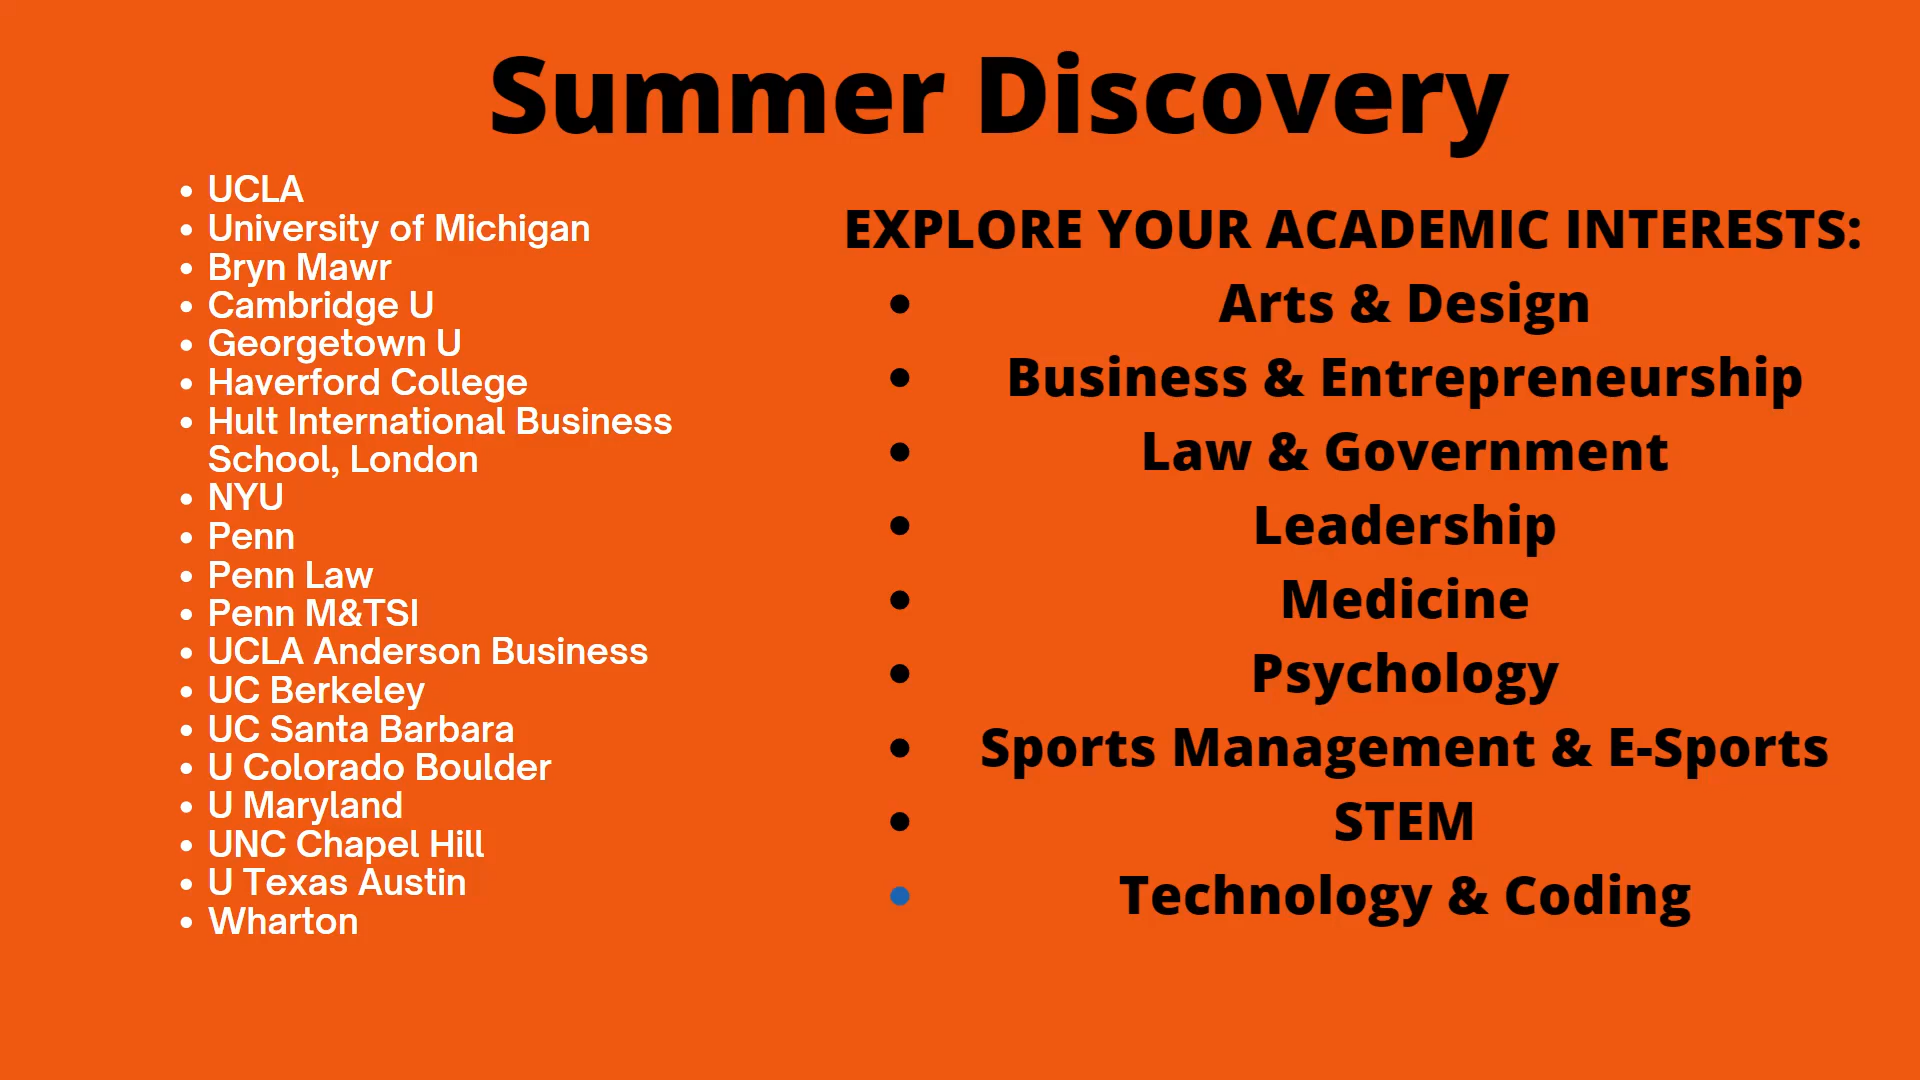 Summer Discovery
• UCLA
• University of Michigan
• Bryn Mawr
• Cambridge U
• Georgetown U
• Haverford College
• Hult International Business
School, London
• NYU
• Penn
• Penn Law
• Penn M&TSI
• UCLA Anderson Business
• UC Berkeley
• UC Santa Barbara
• U Colorado Boulder
• U Maryland
• UNC Chapel Hill
• U Texas Austin
• Wharton
EXPLORE YOUR ACADEMIC INTERESTS:
• Arts & Design
• Business & Entrepreneurship
• Law & Government
• Leadership
• Medicine
• Psychology
• Sports Management & E-Sports
• STEM
• Technology & Coding